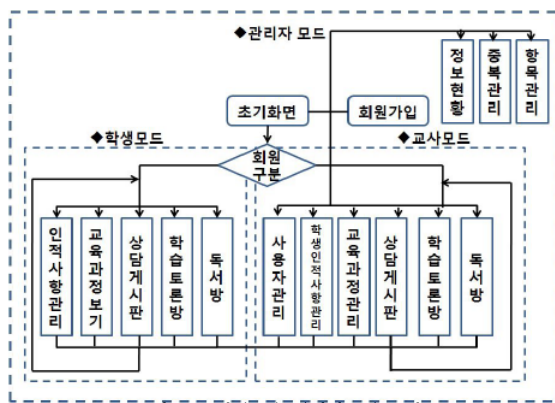 ◆관리자 모드
정보현황
중복관리
항목관리
초기화면
회원가입
◆학생모드
◆교사모드
회원
구분
인적사항관리
교육과정보기
상담게시판
학습토론방
독서방
사용자관리
학생인적사항관리
교육과정관리
상담게시판
학습토론방
독서방